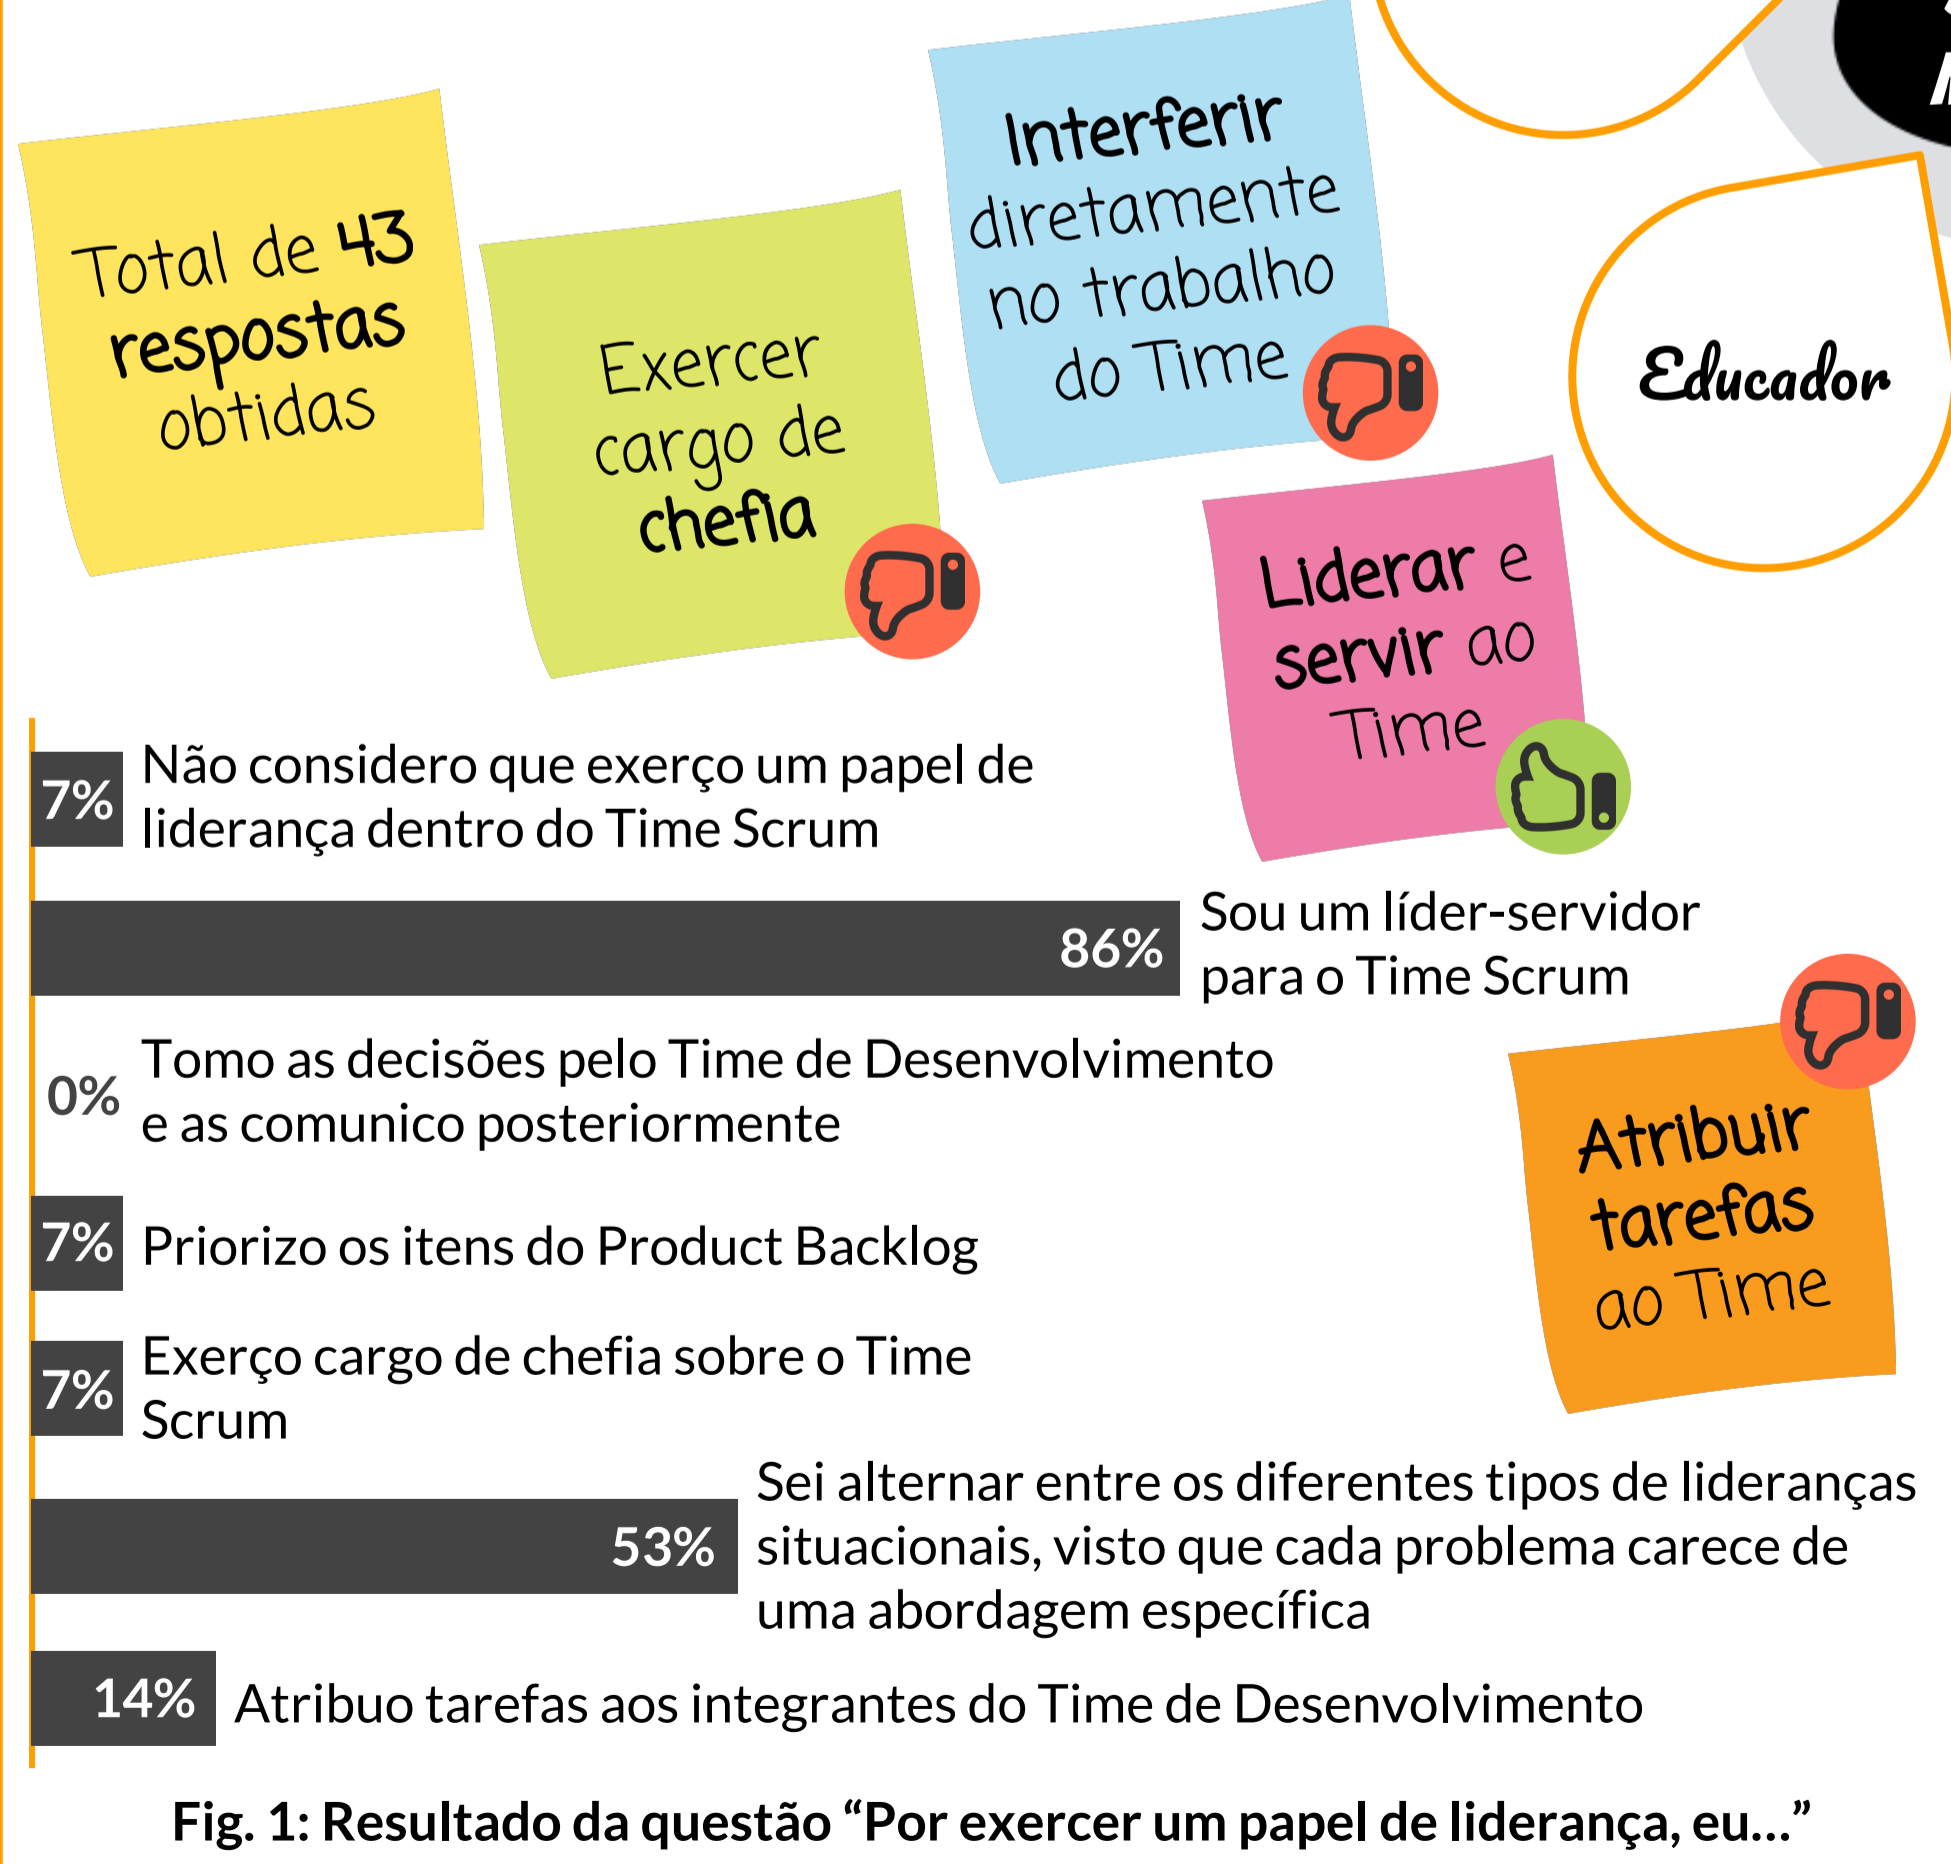 Total de 43
respostas
obtidas
Exercer
cargo de
chefia
Interferir
diretamente
no trabalho
do Time
Educador
Liderar e
servir ao
Time
7%
Não considero que exerço um papel de
liderança dentro do Time Scrum
86%
Sou um líder-servidor
para o Time Scrum
0%
Tomo as decisões pelo Time de Desenvolvimento
e as comunico posteriormente
Atribuir
tarefas
ao Time
7%
Priorizo os itens do Product Backlog
7%
Exerço cargo de chefia sobre o Time
Scrum
53%
Sei alternar entre os diferentes tipos de lideranças
situacionais, visto que cada problema carece de
uma abordagem específica
14%
Atribuo tarefas aos integrantes do Time de Desenvolvimento
Fig. 1: Resultado da questão “Por exercer um papel de liderança, eu...”